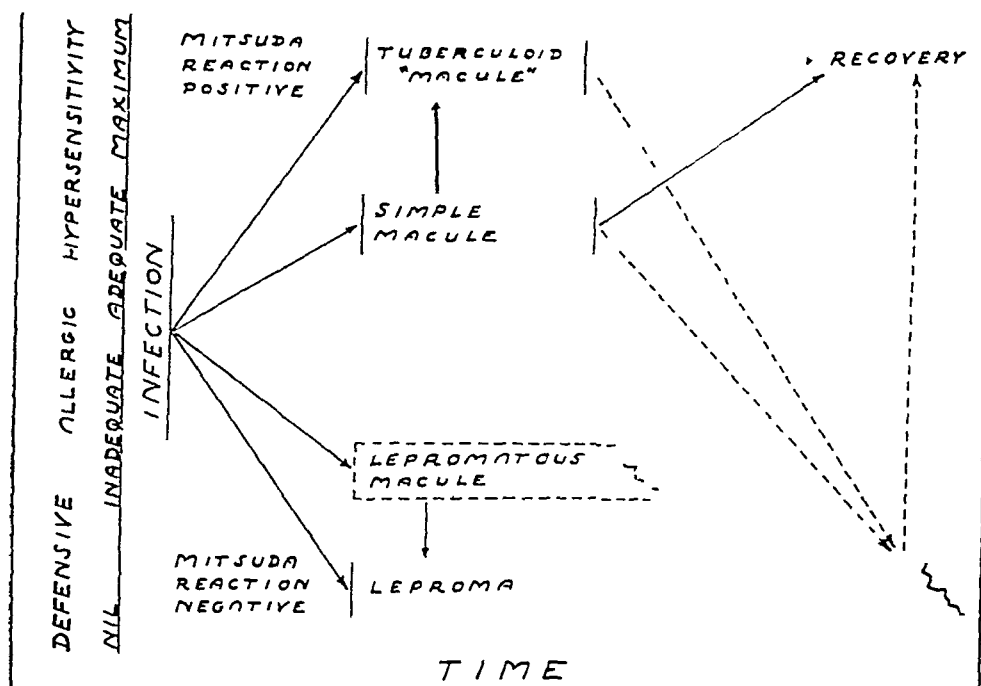 DEFENSIVE ALLERGIC HYPERSENSITIVITY
NIL INADEQUATE ADEQUATE MAXIMUM
INFECTION
MITSUDA
REACTION
POSITIVE
TUBERCULOID
"MACULE"
RECOVERY
SIMPLE
MACULE
LEPROMATOUS
MACULE
MITSUDA
REACTION
NEGATIVE
LEPROMA
TIME